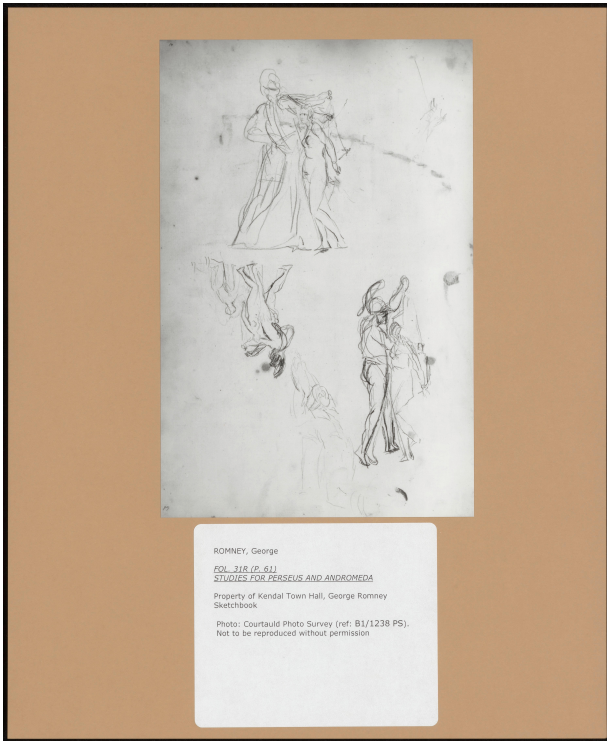 ROMNEY, George
FOL. 31R (P. 61)
STUDIES FOR PERSEUS AND ANDROMEDA
Property of Kendal Town Hall, George Romney
Sketchbook
Photo: Courtauld Photo Survey (ref: B1/1238 PS).
Not to be reproduced without permission